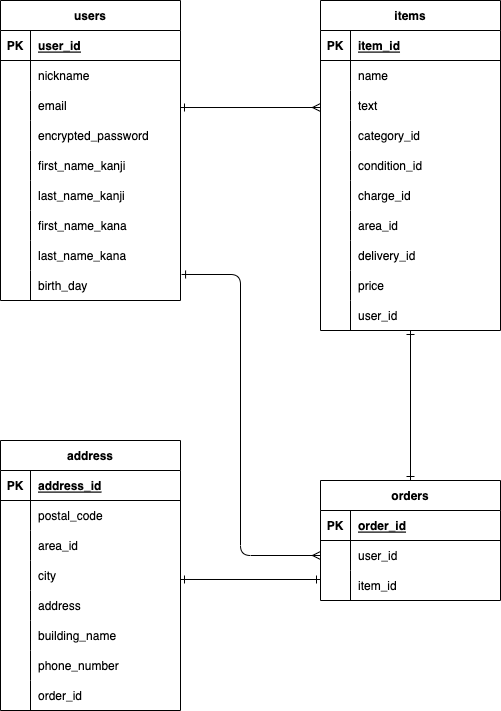 users
PK user_id
nickname
email
encrypted_password
first_name_kanji
last_name_kanji
first_name_kana
last_name_kana
birth_day
items
PK item_id
name
text
category_id
condition_id
charge_id
area_id
delivery_id
price
user_id
address
PK address_id
postal_code
area_id
city
address
building_name
phone_number
order_id
orders
PK order_id
user_id
item_id